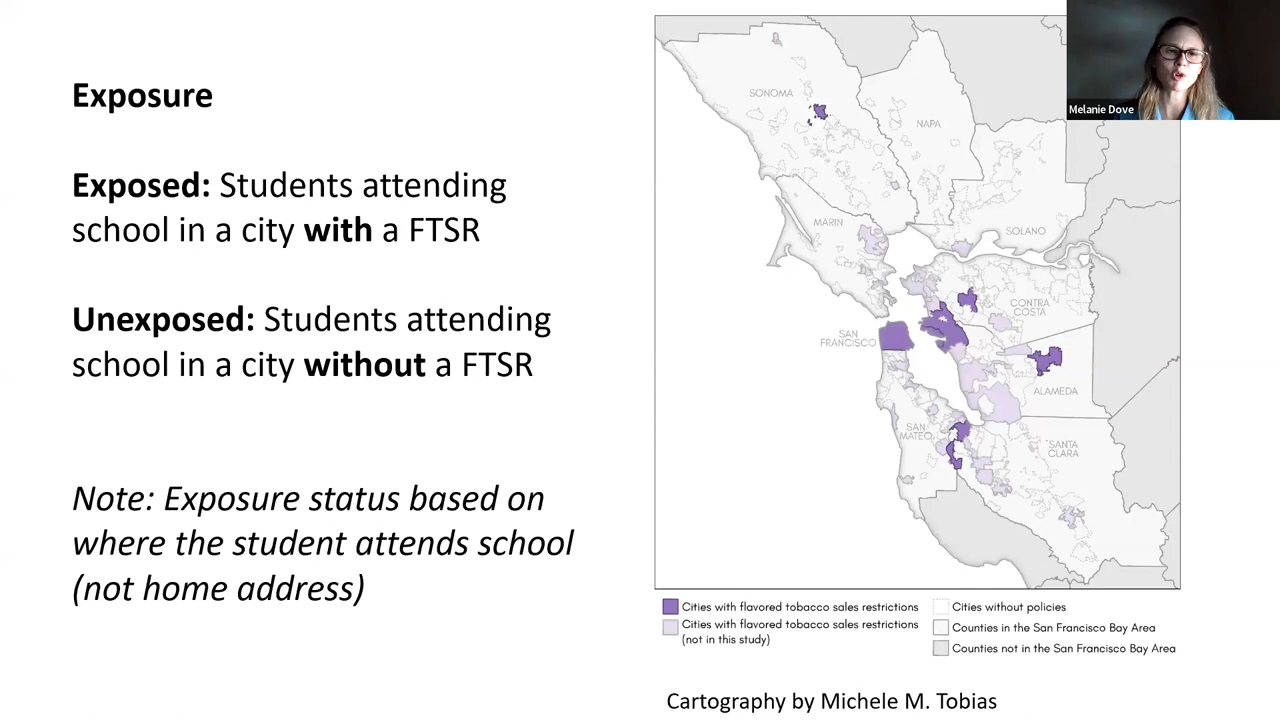 Exposure
Exposed: Students attending
school in a city with a FTSR
Unexposed: Students attending
school in a city without a FTSR
Note: Exposure status based on
where the student attends school
(not home address)
Melanie Dove
SONOMA
NAPA
MARIN
SOLANO
CONTRA
COSTA
SAN
FRANCISCO
ALAMEDA
SAN
MATEO
SANTA
CLARA
Cities with flavored tobacco sales restrictions
Cities with flavored tobacco sales restrictions
(not in this study)
Cities without policies
Counties in the San Francisco Bay Area
Counties not in the San Francisco Bay Area
Cartography by Michele M. Tobias